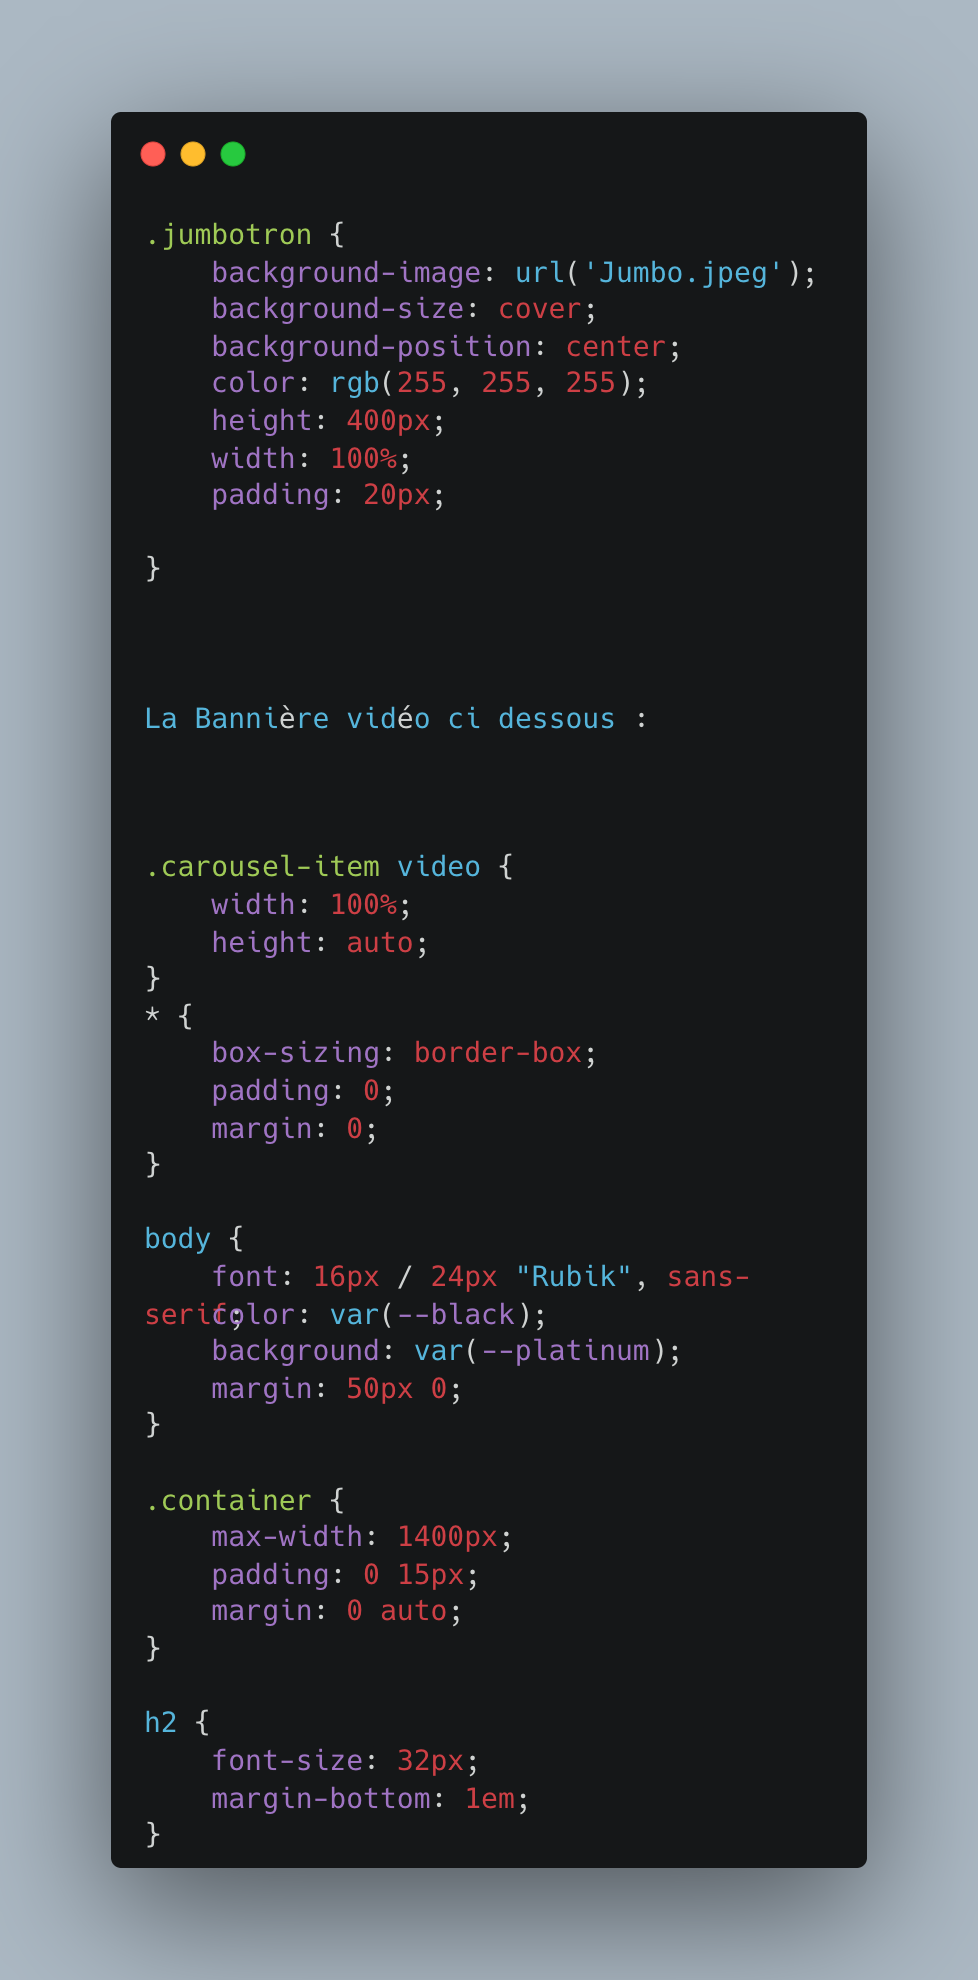 .jumbotron {
    background-image: url('Jumbo.jpeg');
    background-size: cover;
    background-position: center;
    color: rgb(255, 255, 255);
    height: 400px;
    width: 100%;
    padding: 20px;
}
La Bannière vidéo ci dessous :
.carousel-item video {
    width: 100%;
    height: auto;
}
* {
    box-sizing: border-box;
    padding: 0;
    margin: 0;
}
body {
    font: 16px / 24px "Rubik", sans-
serif;
    color: var(--black);
    background: var(--platinum);
    margin: 50px 0;
}
.container {
    max-width: 1400px;
    padding: 0 15px;
    margin: 0 auto;
}
h2 {
    font-size: 32px;
    margin-bottom: 1em;
}